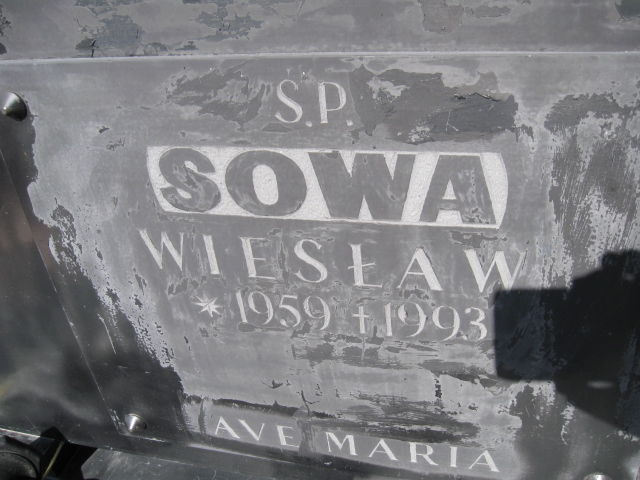 Ś.P.
SOWA
WIESŁAW
* 1959 † 1993
AVE MARIA